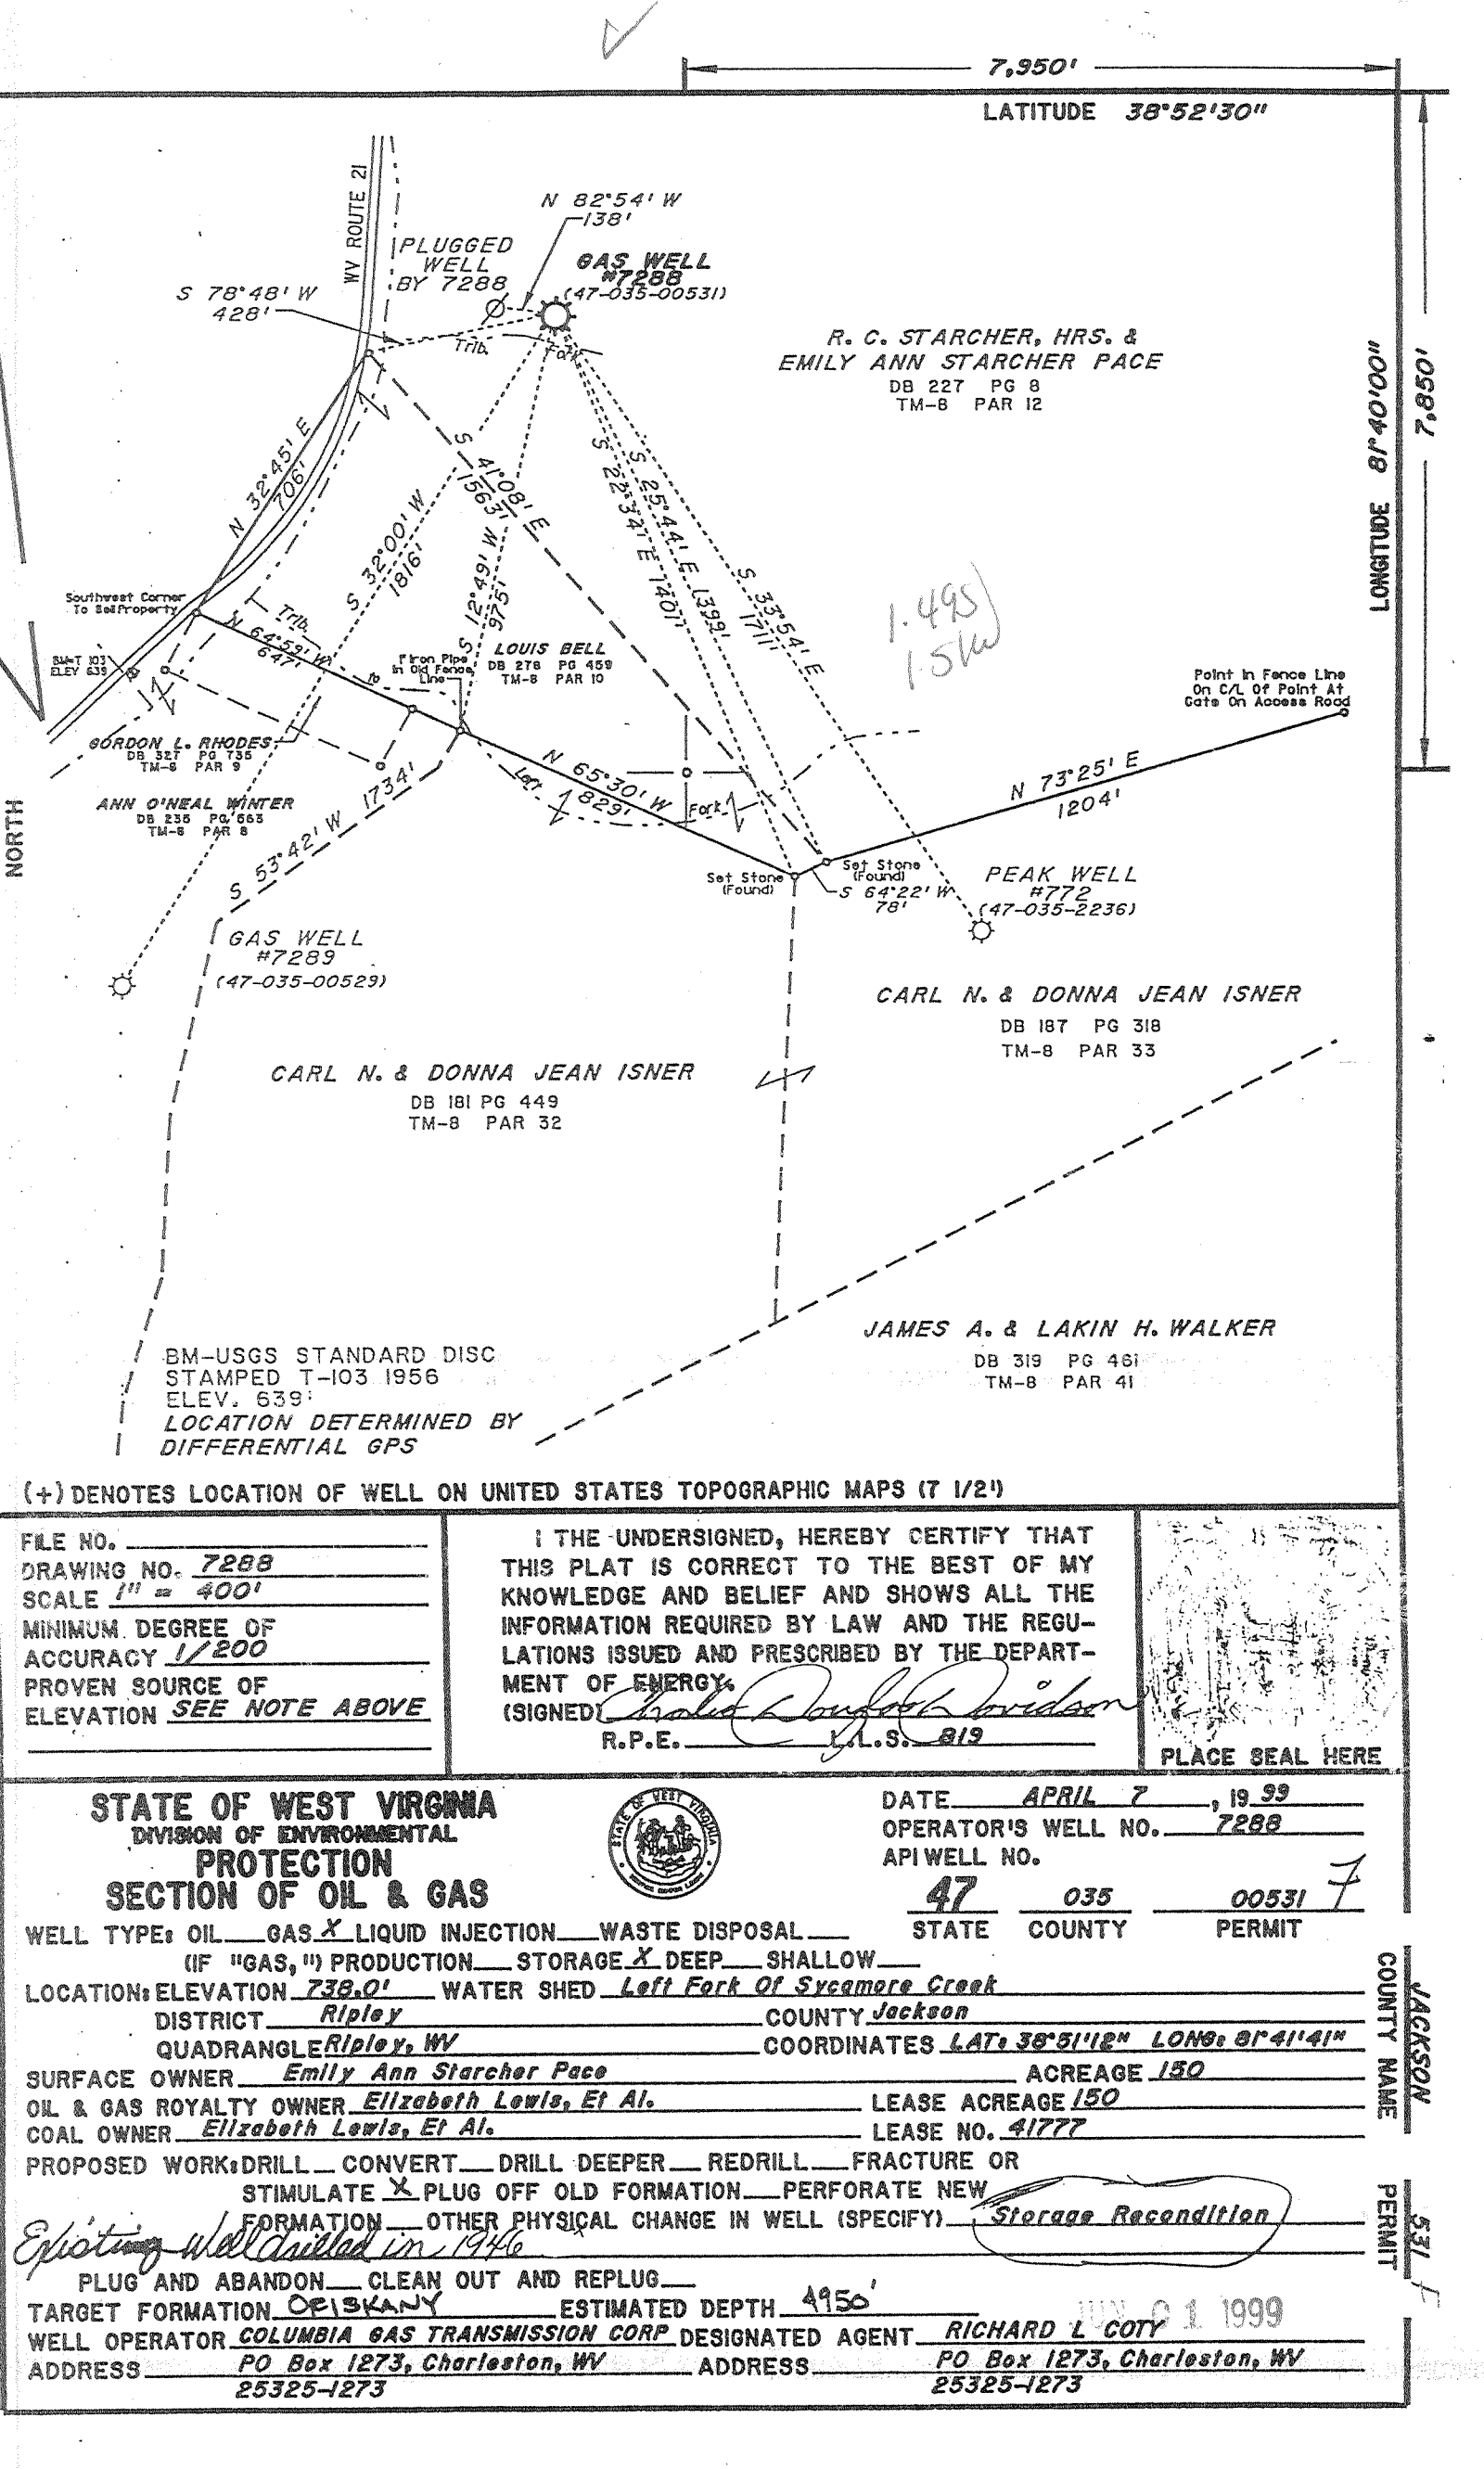 7,950'
LATITUDE 38°52'30"
WV ROUTE 21
N 82°54' W
138'
PLUGGED
WELL
BY 7288
GAS WELL
#7288
(47-035-00531)
S 78°48' W
428'
Trib.
Fork
R. C. STARCHER, HRS. &
EMILY ANN STARCHER PACE
DB 227 PG 8
TM-8 PAR 12
LONGITUDE 81°40'00"
7,850'
N 32°45' E
706'
S 32°00' W
1816'
S 41°08' E
1563'
S 12°49' W
975'
S 22°34' E 1407'
S 25°44' E 1399'
S 33°54' E
1711'
1.495
Southwest Corner
To Bell Property
Trib.
N 64°59' W
647'
to
BM-T 103
ELEV 639
Iron Pipe
In Old Fence
Line
LOUIS BELL
DB 278 PG 459
TM-8 PAR 10
Point In Fence Line
On C/L Of Point At
Gate On Access Road
GORDON L. RHODES
DB 327 PG 735
TM-8 PAR 9
ANN O'NEAL WINTER
DB 235 PG 563
TM-8 PAR 8
NORTH
S 53°42' W 1734'
Left
N 65°30' W
1829'
Fork
N 73°25' E
1204'
Set Stone
(Found)
Set Stone
(Found)
S 64°22' W
78'
PEAK WELL
#772
(47-035-2236)
GAS WELL
#7289
(47-035-00529)
CARL N. & DONNA JEAN ISNER
DB 187 PG 318
TM-8 PAR 33
CARL N. & DONNA JEAN ISNER
DB 181 PG 449
TM-8 PAR 32
JAMES A. & LAKIN H. WALKER
DB 319 PG 461
TM-8 PAR 41
BM-USGS STANDARD DISC
STAMPED T-103 1956
ELEV. 639'
LOCATION DETERMINED BY
DIFFERENTIAL GPS
(+) DENOTES LOCATION OF WELL ON UNITED STATES TOPOGRAPHIC MAPS (7 1/2')
FILE NO.
DRAWING NO. 7288
SCALE 1" = 400'
MINIMUM DEGREE OF
ACCURACY 1/200
PROVEN SOURCE OF
ELEVATION SEE NOTE ABOVE
I THE UNDERSIGNED, HEREBY CERTIFY THAT
THIS PLAT IS CORRECT TO THE BEST OF MY
KNOWLEDGE AND BELIEF AND SHOWS ALL THE
INFORMATION REQUIRED BY LAW AND THE REGU-
LATIONS ISSUED AND PRESCRIBED BY THE DEPART-
MENT OF ENERGY.
(SIGNED) Charles Douglas Davidson
R.P.E. L.L.S. 819
PLACE SEAL HERE
STATE OF WEST VIRGINIA
DIVISION OF ENVIRONMENTAL
PROTECTION
SECTION OF OIL & GAS
STATE OF WEST VIRGINIA
DATE APRIL 7, 1999
OPERATOR'S WELL NO. 7288
API WELL NO.
47 035 00531 F
STATE COUNTY PERMIT
WELL TYPE: OIL GAS X LIQUID INJECTION WASTE DISPOSAL
(IF "GAS,") PRODUCTION STORAGE X DEEP SHALLOW
LOCATION: ELEVATION 738.0' WATER SHED Left Fork Of Sycamore Creek
DISTRICT Ripley COUNTY Jackson
QUADRANGLE Ripley, WV COORDINATES LAT: 38°51'12" LONG: 81°41'41"
SURFACE OWNER Emily Ann Starcher Pace ACREAGE 150
OIL & GAS ROYALTY OWNER Elizabeth Lewis, Et Al. LEASE ACREAGE 150
COAL OWNER Elizabeth Lewis, Et Al. LEASE NO. 41777
PROPOSED WORK: DRILL CONVERT DRILL DEEPER REDRILL FRACTURE OR
STIMULATE X PLUG OFF OLD FORMATION PERFORATE NEW
FORMATION OTHER PHYSICAL CHANGE IN WELL (SPECIFY) Storage Recondition
Existing Well drilled in 1946
PLUG AND ABANDON CLEAN OUT AND REPLUG
TARGET FORMATION ORISKANY ESTIMATED DEPTH 4950'
JUN 01 1999
WELL OPERATOR COLUMBIA GAS TRANSMISSION CORP DESIGNATED AGENT RICHARD L COTY
ADDRESS PO Box 1273, Charleston, WV ADDRESS PO Box 1273, Charleston, WV
25325-1273 25325-1273
JACKSON
COUNTY NAME
531 F
PERMIT